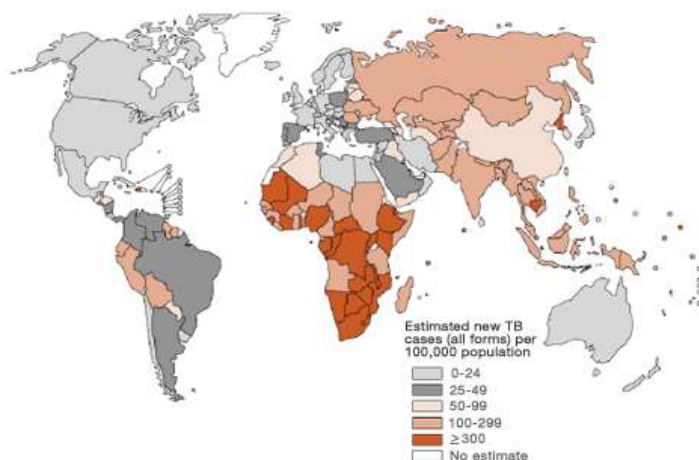 Estimated new TB
cases (all forms) per
100,000 population
0-24
25-49
50-99
100-299
≥300
No estimate